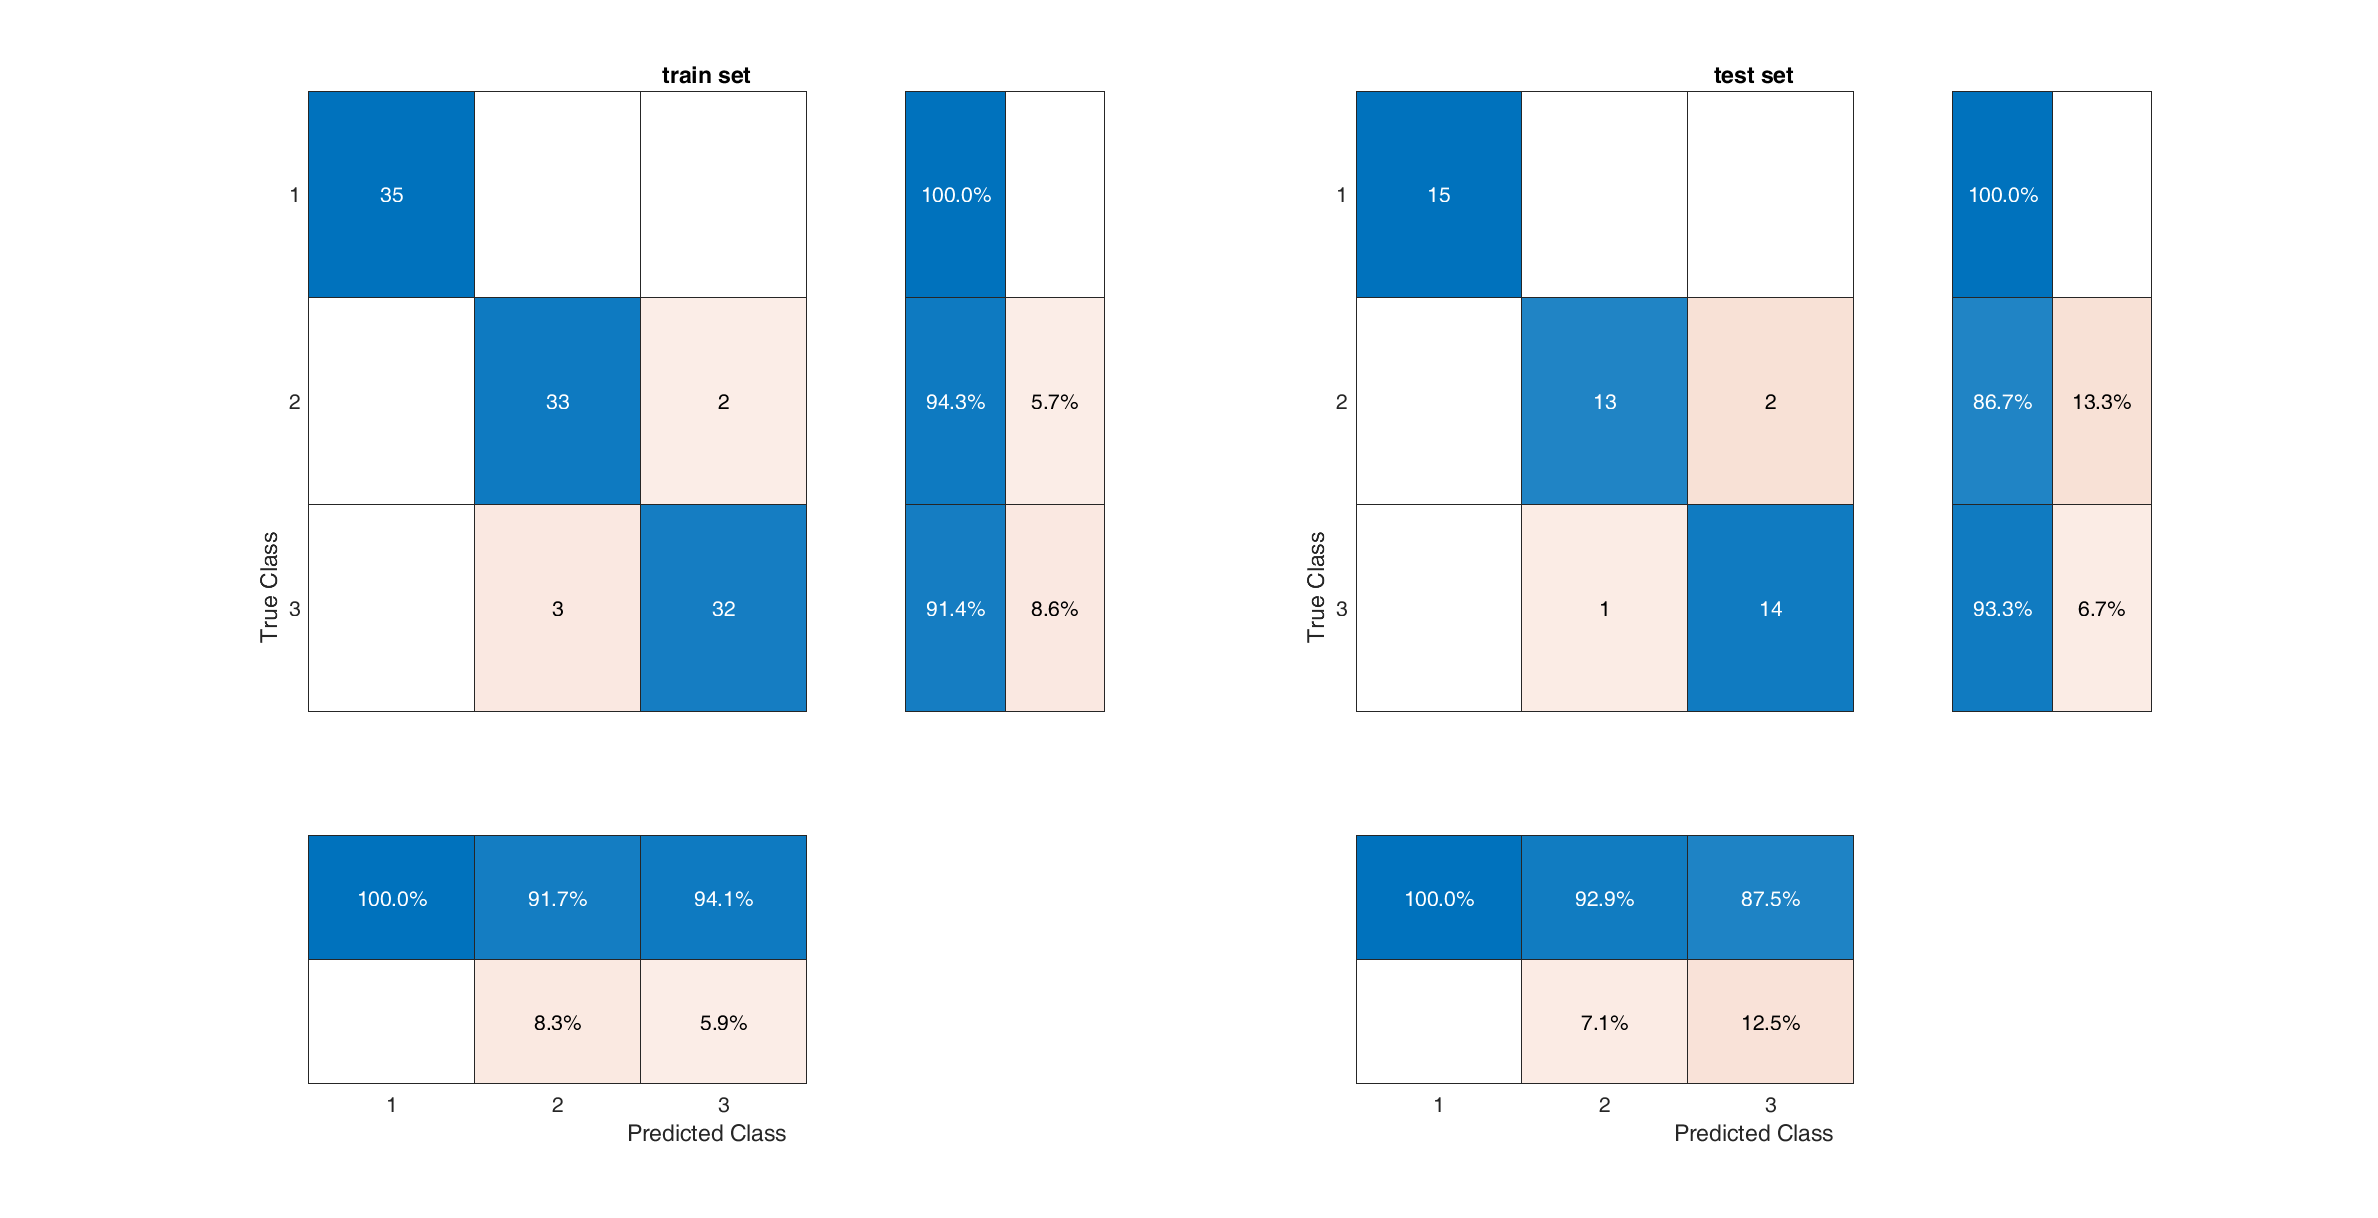 train set
1 35 100.0%
2 33 2 94.3% 5.7%
3 3 32 91.4% 8.6%
True Class
100.0% 91.7% 94.1%
8.3% 5.9%
1 2 3
Predicted Class
test set
1 15 100.0%
2 13 2 86.7% 13.3%
3 1 14 93.3% 6.7%
True Class
100.0% 92.9% 87.5%
7.1% 12.5%
1 2 3
Predicted Class